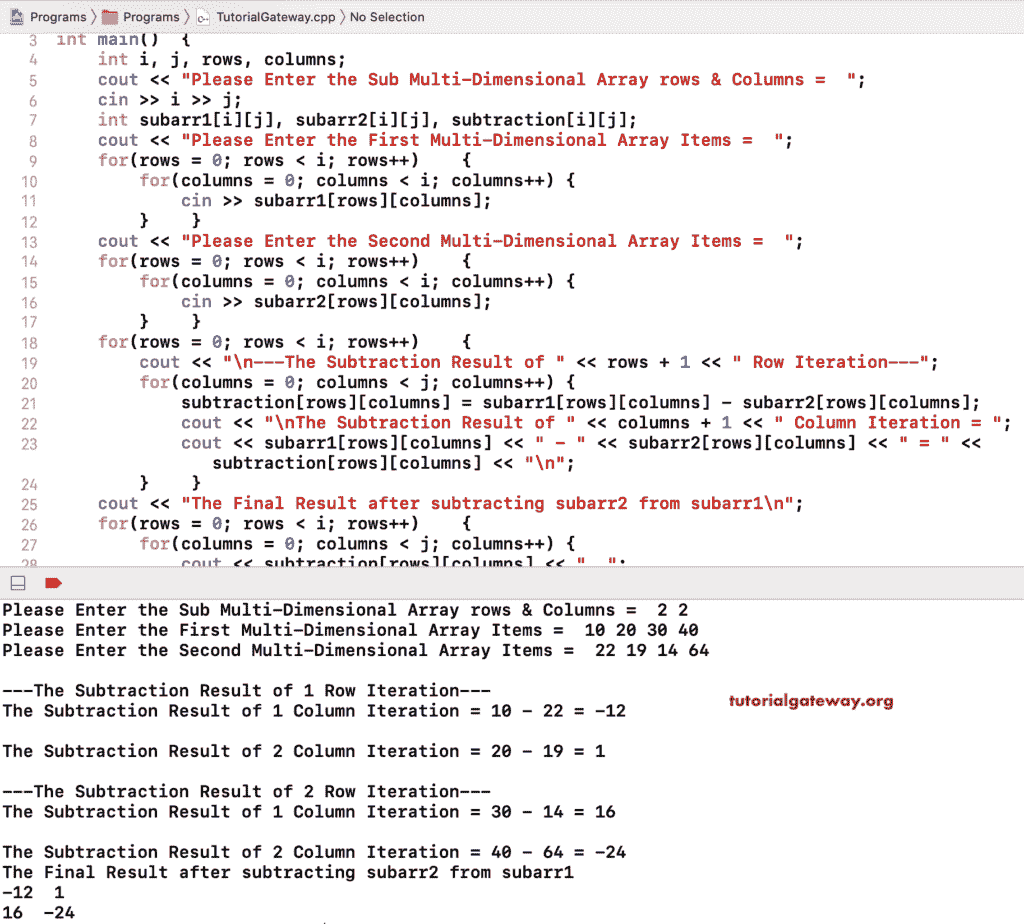 Programs 〉 Programs 〉 TutorialGateway.cpp 〉 No Selection
3 int main() {
4 int i, j, rows, columns;
5 cout << "Please Enter the Sub Multi-Dimensional Array rows & Columns =  ";
6 cin >> i >> j;
7 int subarr1[i][j], subarr2[i][j], subtraction[i][j];
8 cout << "Please Enter the First Multi-Dimensional Array Items =  ";
9 for(rows = 0; rows < i; rows++) {
10 for(columns = 0; columns < i; columns++) {
11 cin >> subarr1[rows][columns];
12 } }
13 cout << "Please Enter the Second Multi-Dimensional Array Items =  ";
14 for(rows = 0; rows < i; rows++) {
15 for(columns = 0; columns < i; columns++) {
16 cin >> subarr2[rows][columns];
17 } }
18 for(rows = 0; rows < i; rows++) {
19 cout << "\n---The Subtraction Result of " << rows + 1 << " Row Iteration---";
20 for(columns = 0; columns < j; columns++) {
21 subtraction[rows][columns] = subarr1[rows][columns] - subarr2[rows][columns];
22 cout << "\nThe Subtraction Result of " << columns + 1 << " Column Iteration = ";
23 cout << subarr1[rows][columns] << " - " << subarr2[rows][columns] << " = " <<
subtraction[rows][columns] << "\n";
24 } }
25 cout << "The Final Result after subtracting subarr2 from subarr1\n";
26 for(rows = 0; rows < i; rows++) {
27 for(columns = 0; columns < j; columns++) {
28 cout << subtraction[rows][columns] << "  ";
Please Enter the Sub Multi-Dimensional Array rows & Columns =  2 2
Please Enter the First Multi-Dimensional Array Items =  10 20 30 40
Please Enter the Second Multi-Dimensional Array Items =  22 19 14 64
---The Subtraction Result of 1 Row Iteration---
The Subtraction Result of 1 Column Iteration = 10 - 22 = -12
tutorialgateway.org
The Subtraction Result of 2 Column Iteration = 20 - 19 = 1
---The Subtraction Result of 2 Row Iteration---
The Subtraction Result of 1 Column Iteration = 30 - 14 = 16
The Subtraction Result of 2 Column Iteration = 40 - 64 = -24
The Final Result after subtracting subarr2 from subarr1
-12  1
16  -24